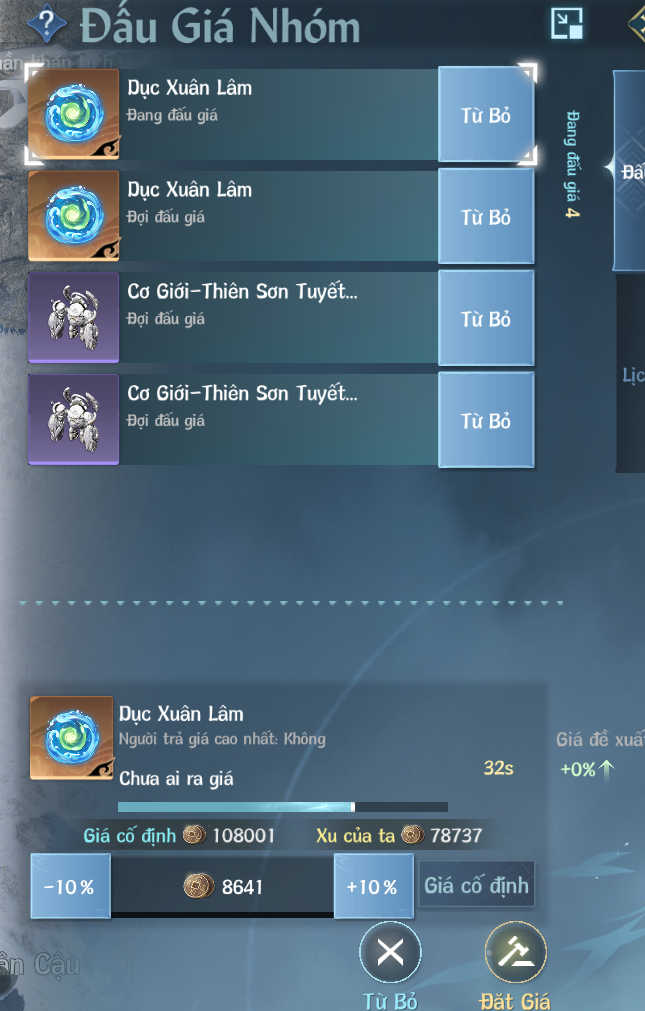 Đấu Giá Nhóm
Dục Xuân Lâm
Đang đấu giá
Từ Bỏ
Dục Xuân Lâm
Đợi đấu giá
Từ Bỏ
Cơ Giới-Thiên Sơn Tuyết...
Đợi đấu giá
Từ Bỏ
Cơ Giới-Thiên Sơn Tuyết...
Đợi đấu giá
Từ Bỏ
Đang đấu giá 4
Dục Xuân Lâm
Người trả giá cao nhất: Không
Chưa ai ra giá
32s
Giá đề xuất
+0%
Giá cố định 108001
Xu của ta 78737
-10%
8641
+10%
Giá cố định
Từ Bỏ
Đặt Giá